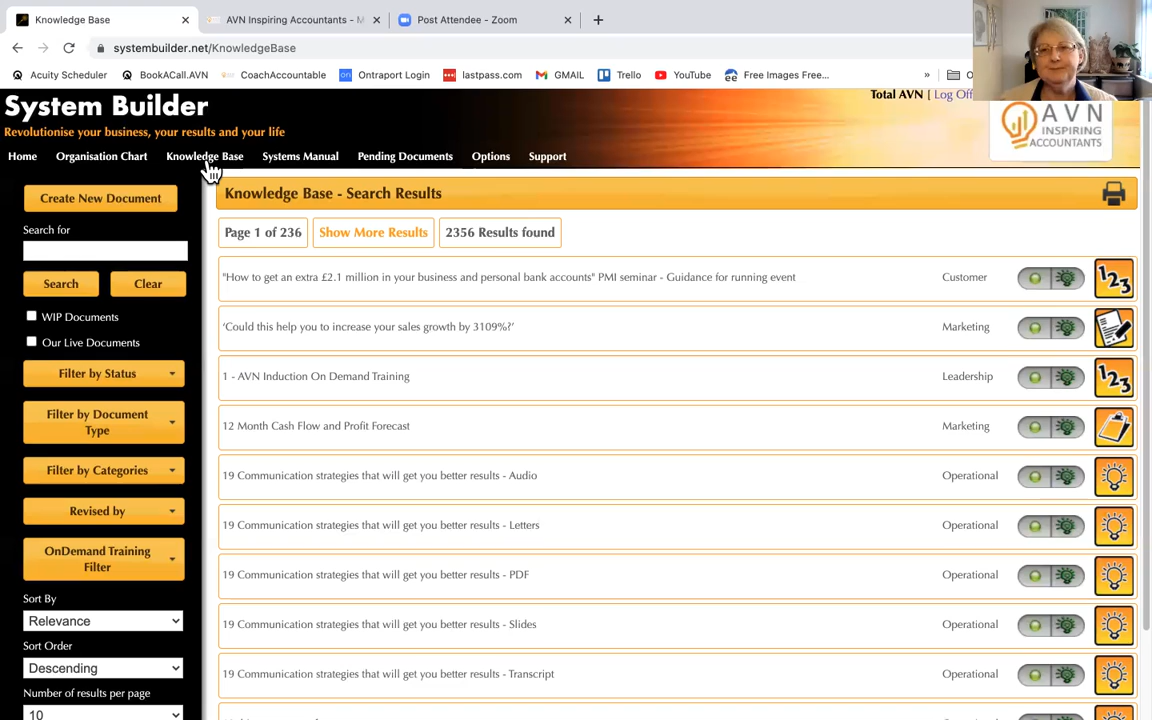 Knowledge Base
AVN Inspiring Accountants - M
Post Attendee - Zoom
systembuilder.net/KnowledgeBase
Acuity Scheduler
BookACall.AVN
CoachAccountable
Ontraport Login
lastpass.com
GMAIL
Trello
YouTube
Free Images Free...
»
System Builder
Revolutionise your business, your results and your life
Total AVN | Log Off
AVN
INSPIRING
ACCOUNTANTS
Home
Organisation Chart
Knowledge Base
Systems Manual
Pending Documents
Options
Support
Create New Document
Search for
Search
Clear
WIP Documents
Our Live Documents
Filter by Status
Filter by Document
Type
Filter by Categories
Revised by
OnDemand Training
Filter
Sort By
Relevance
Sort Order
Descending
Number of results per page
10
Knowledge Base - Search Results
Page 1 of 236
Show More Results
2356 Results found
"How to get an extra £2.1 million in your business and personal bank accounts" PMI seminar - Guidance for running event Customer 123
‘Could this help you to increase your sales growth by 3109%?’ Marketing
1 - AVN Induction On Demand Training Leadership 123
12 Month Cash Flow and Profit Forecast Marketing
19 Communication strategies that will get you better results - Audio Operational
19 Communication strategies that will get you better results - Letters Operational
19 Communication strategies that will get you better results - PDF Operational
19 Communication strategies that will get you better results - Slides Operational
19 Communication strategies that will get you better results - Transcript Operational